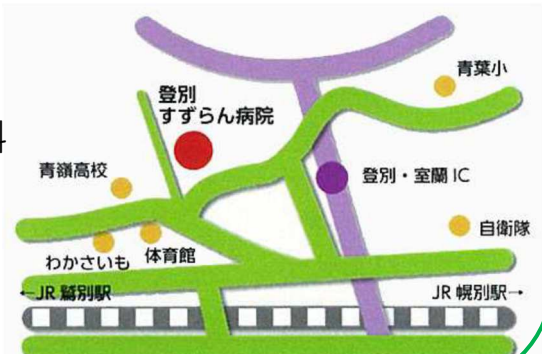 青葉小
登別
すずらん病院
科
青嶺高校
登別・室蘭 IC
わかさいも
体育館
自衛隊
←JR 鷲別駅
JR 幌別駅→